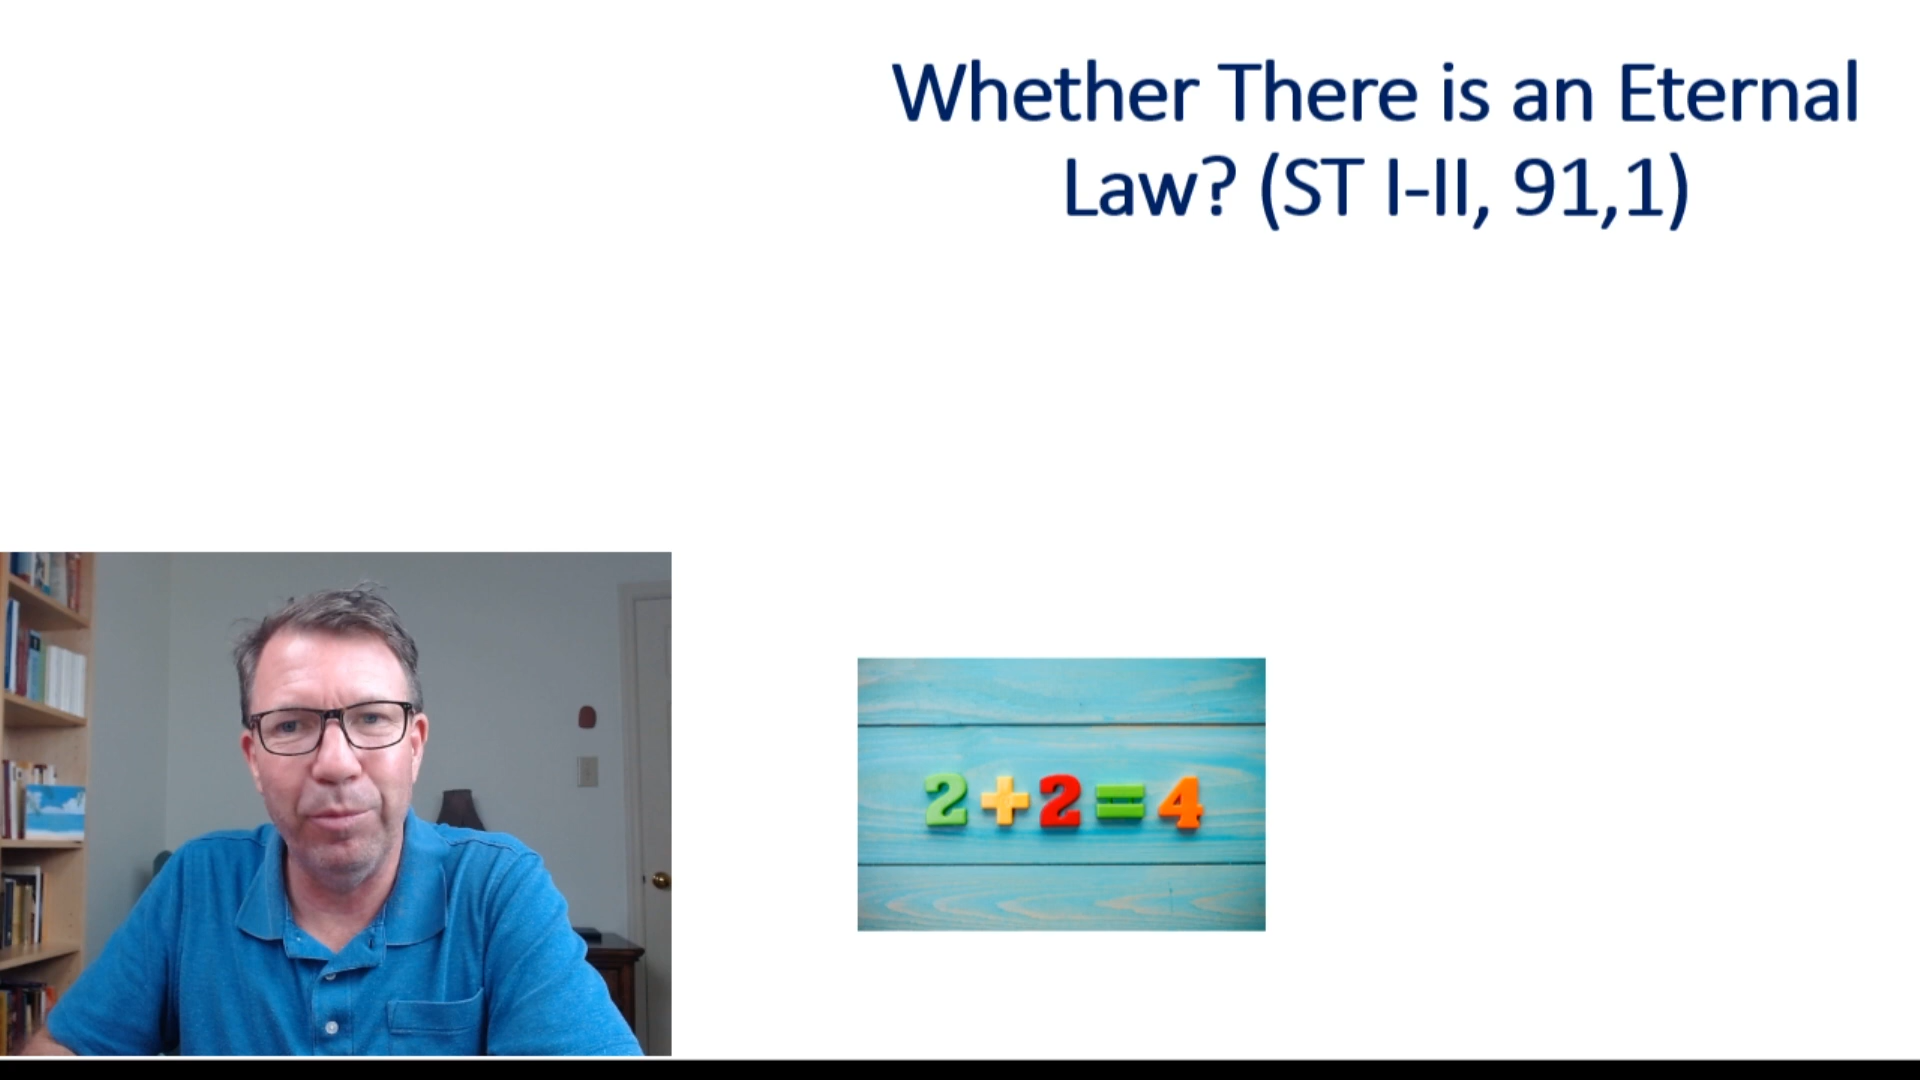 Whether There is an Eternal
Law? (ST I-II, 91,1)
2+2=4